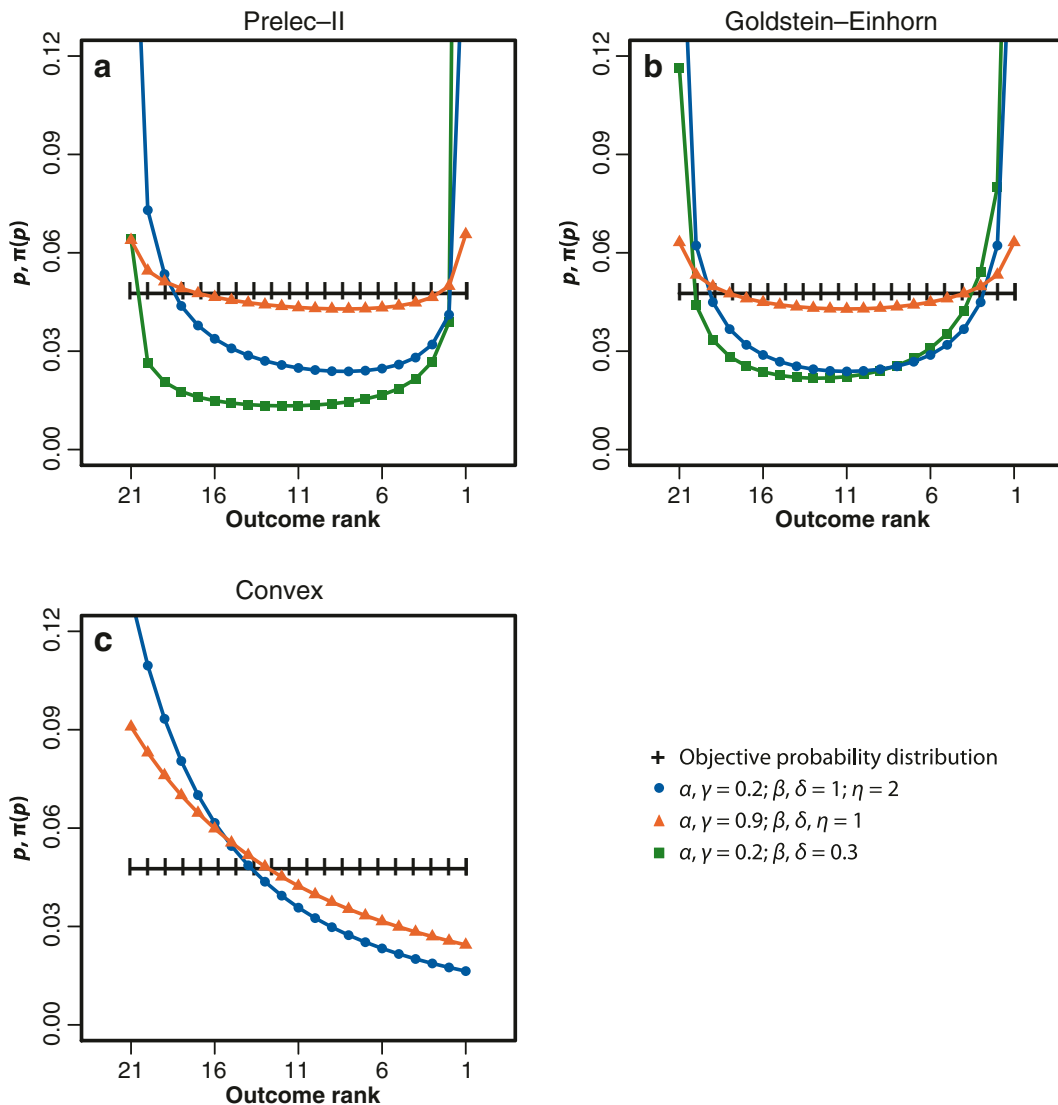 Prelec–II
a
0.12
0.09
0.06
0.03
0.00
p, π(p)
21 16 11 6 1
Outcome rank
Goldstein–Einhorn
b
0.12
0.09
0.06
0.03
0.00
p, π(p)
21 16 11 6 1
Outcome rank
Convex
c
0.12
0.09
0.06
0.03
0.00
p, π(p)
21 16 11 6 1
Outcome rank
Objective probability distribution
α, γ = 0.2; β, δ = 1; η = 2
α, γ = 0.9; β, δ, η = 1
α, γ = 0.2; β, δ = 0.3